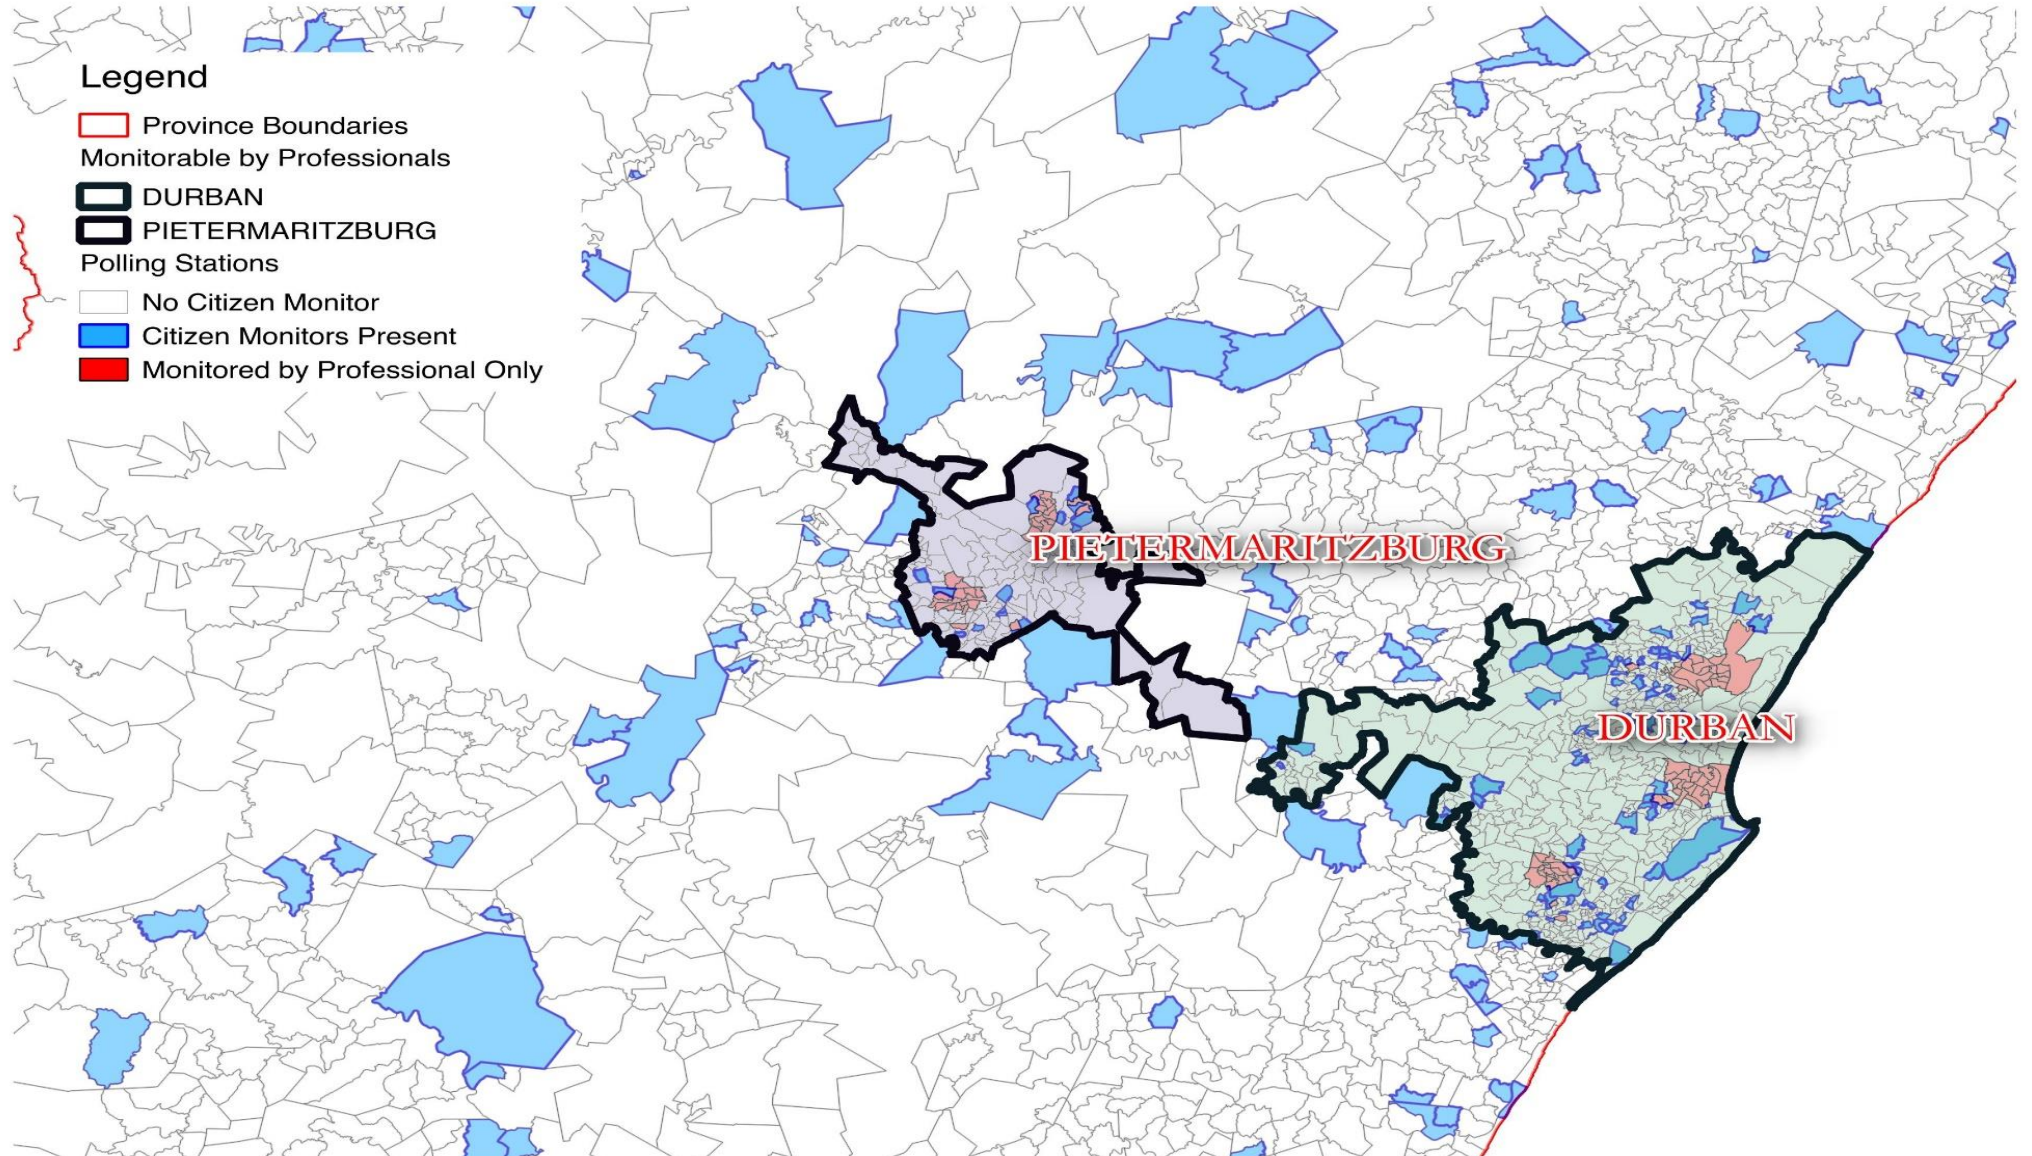 Legend
Province Boundaries
Monitorable by Professionals
DURBAN
PIETERMARITZBURG
Polling Stations
No Citizen Monitor
Citizen Monitors Present
Monitored by Professional Only
PIETERMARITZBURG
DURBAN